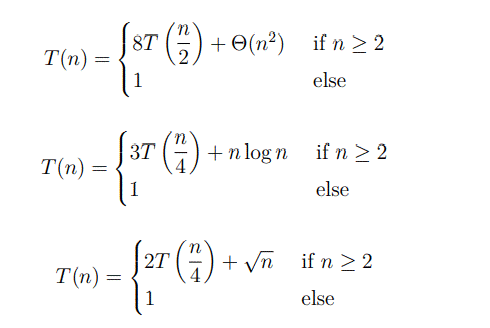 T(n) = { 8T(n/2) + Θ(n²) if n ≥ 2
1 else
T(n) = { 3T(n/4) + n log n if n ≥ 2
1 else
T(n) = { 2T(n/4) + √n if n ≥ 2
1 else